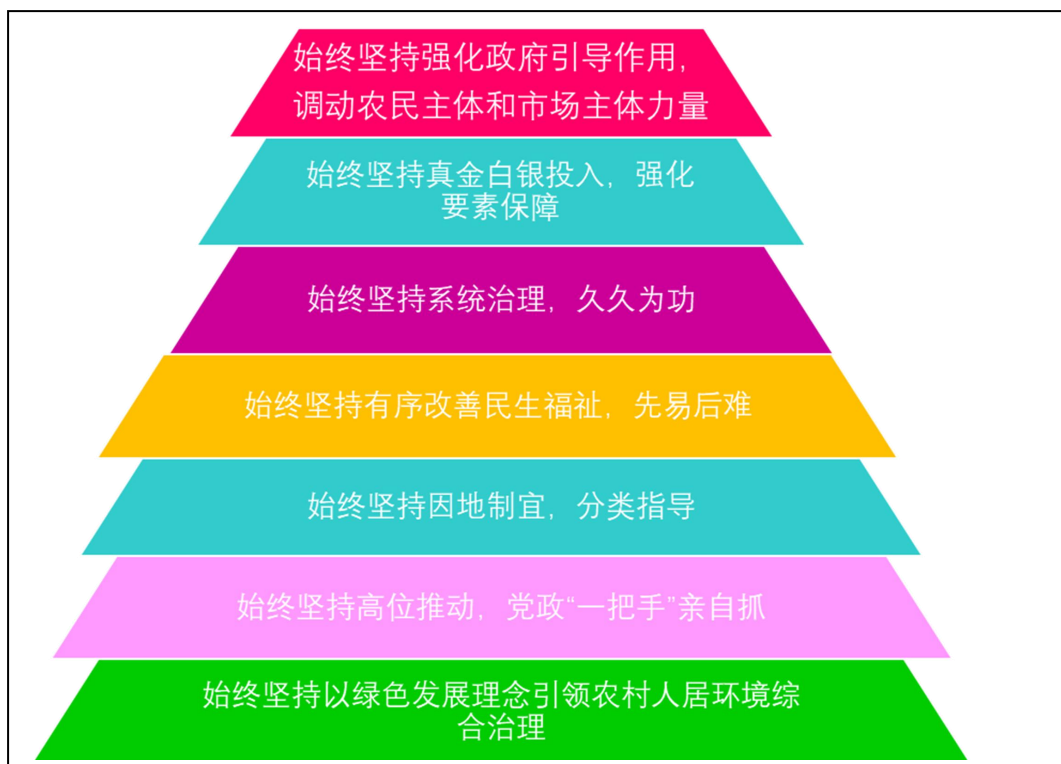 始终坚持强化政府引导作用，
调动农民主体和市场主体力量
始终坚持真金白银投入，强化
要素保障
始终坚持系统治理，久久为功
始终坚持有序改善民生福祉，先易后难
始终坚持因地制宜，分类指导
始终坚持高位推动，党政“一把手”亲自抓
始终坚持以绿色发展理念引领农村人居环境综
合治理